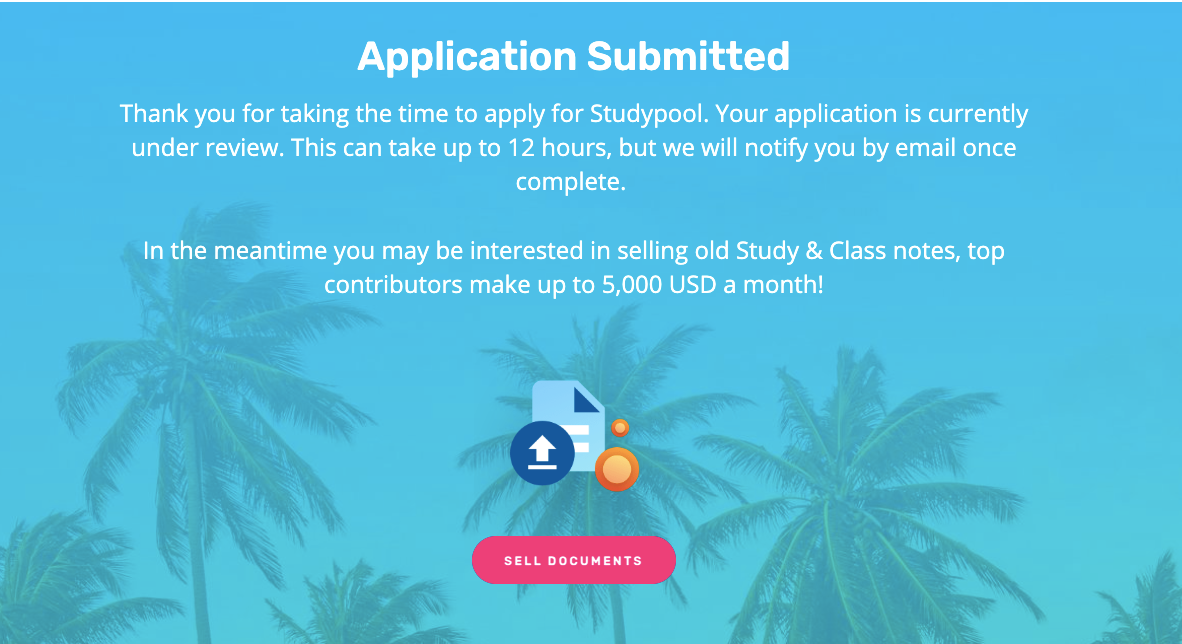 Application Submitted
Thank you for taking the time to apply for Studypool. Your application is currently
under review. This can take up to 12 hours, but we will notify you by email once
complete.
In the meantime you may be interested in selling old Study & Class notes, top
contributors make up to 5,000 USD a month!
SELL DOCUMENTS